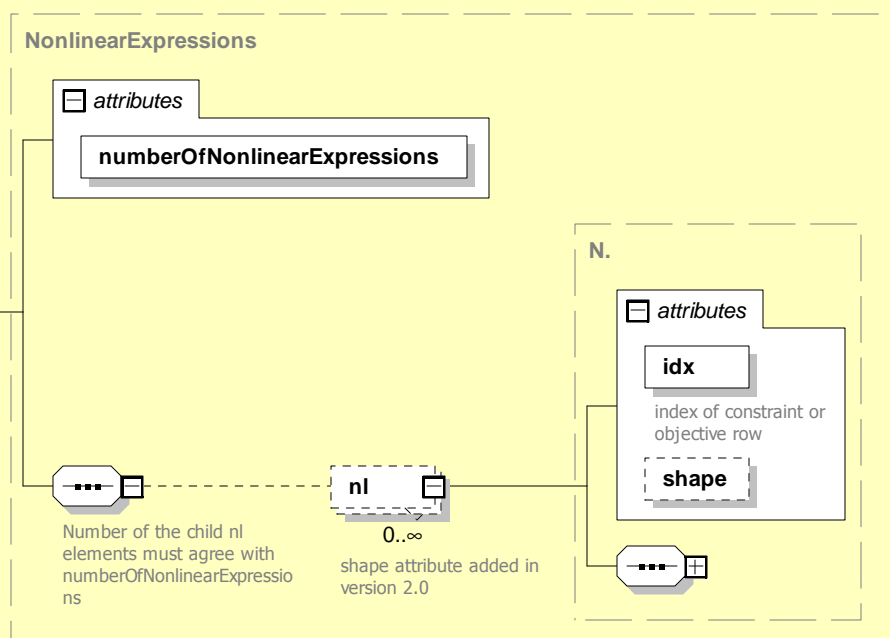 NonlinearExpressions
attributes
numberOfNonlinearExpressions
N.
attributes
idx
index of constraint or
objective row
shape
nl
0..∞
Number of the child nl
elements must agree with
numberOfNonlinearExpressio
ns
shape attribute added in
version 2.0